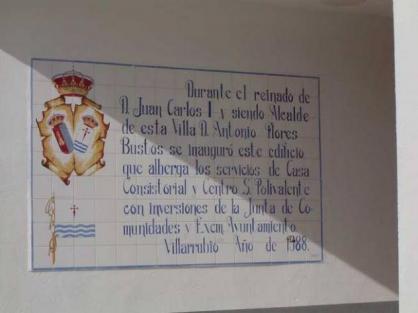 Durante el reinado de
D. Juan Carlos I y siendo Alcalde
de esta Villa D. Antonio Flores
Bustos se inauguró este edificio
que alberga los servicios de Casa
Consistorial y Centro S. Polivalente
con inversiones de la Junta de Co-
munidades y Excm. Ayuntamiento.
Villarrubio Año de 1988.